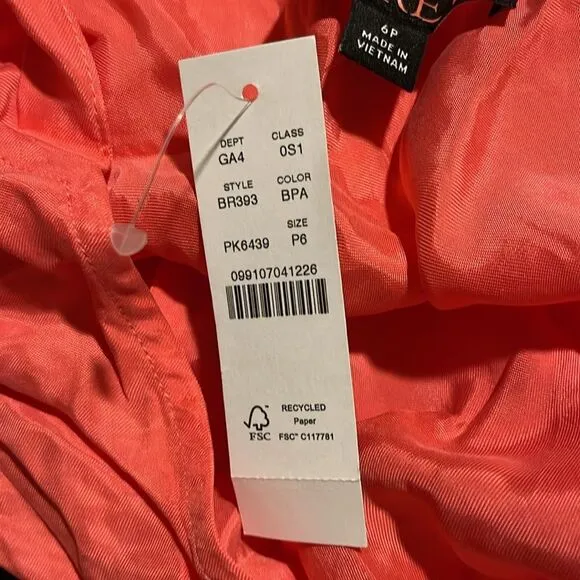 6P
MADE IN
VIETNAM
DEPT CLASS
GA4 0S1
STYLE COLOR
BR393 BPA
SIZE
PK6439 P6
099107041226
RECYCLED
Paper
FSC FSC™ C117781